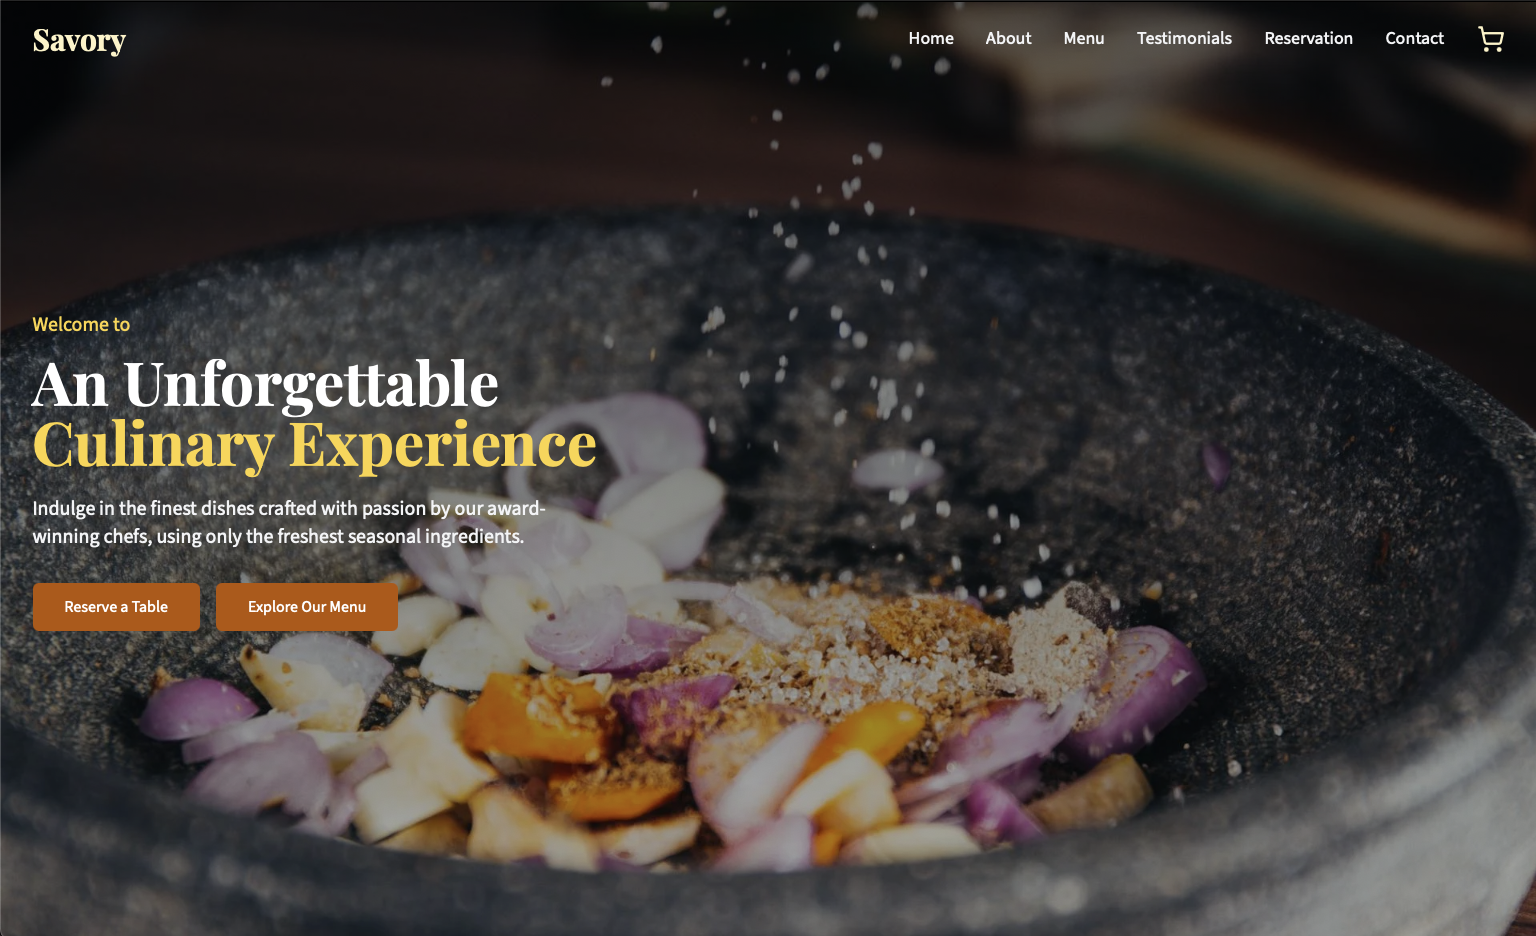 Savory
Home
About
Menu
Testimonials
Reservation
Contact
Welcome to
An Unforgettable
Culinary Experience
Indulge in the finest dishes crafted with passion by our award-
winning chefs, using only the freshest seasonal ingredients.
Reserve a Table
Explore Our Menu